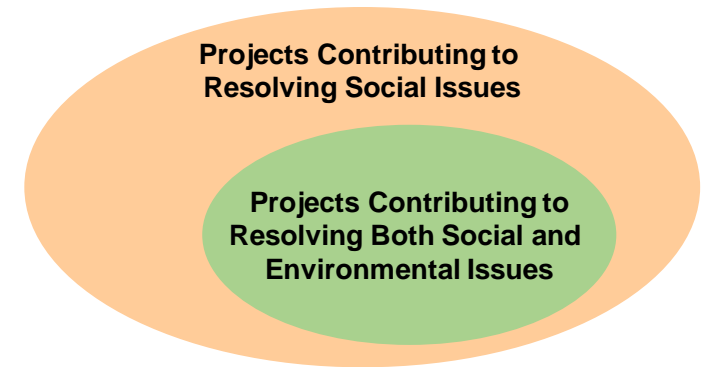 Projects Contributing to
Resolving Social Issues
Projects Contributing to
Resolving Both Social and
Environmental Issues